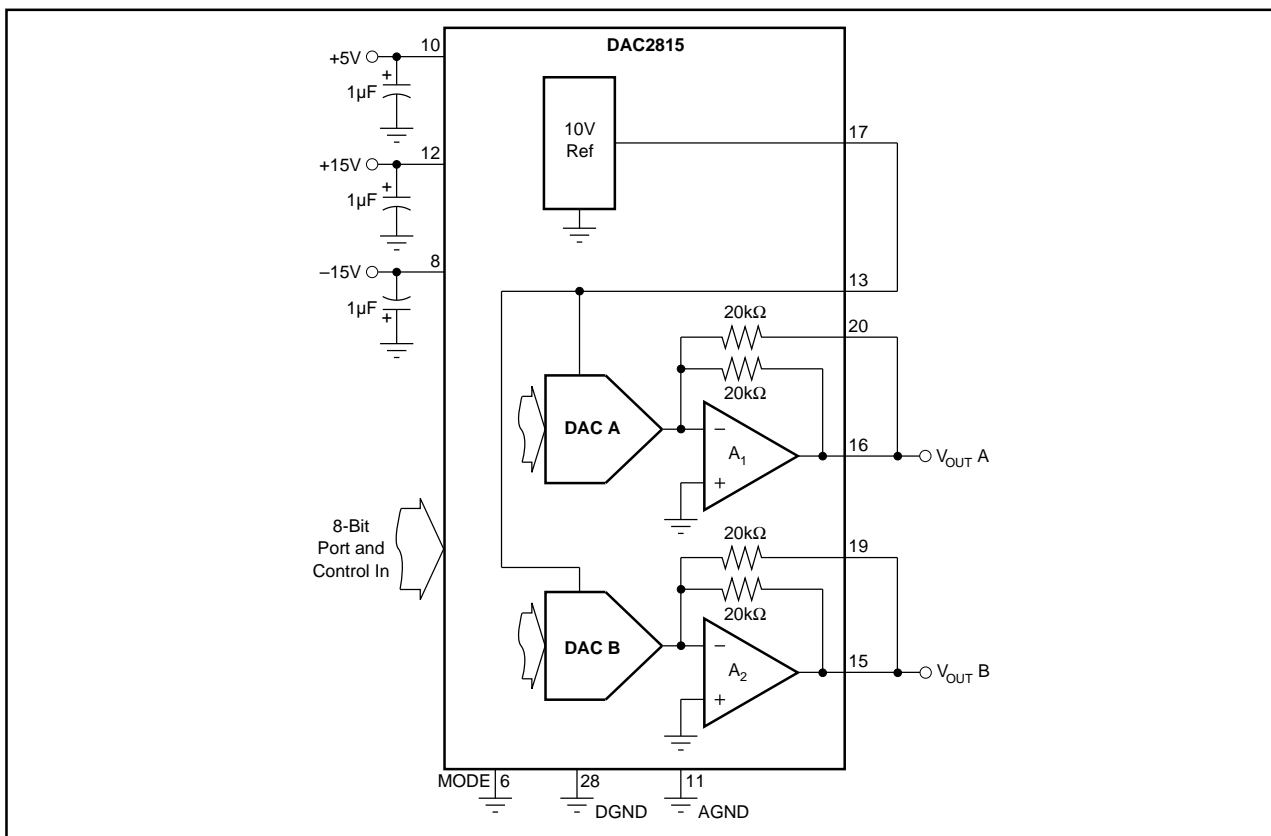 DAC2815
+5V
10
+
1µF
+15V
12
+
1µF
–15V
8
1µF
+
10V
Ref
17
13
20kΩ
20
20kΩ
DAC A
–
A1
+
16
VOUT A
8-Bit
Port and
Control In
20kΩ
19
20kΩ
DAC B
–
A2
+
15
VOUT B
MODE 6
28
DGND
11
AGND